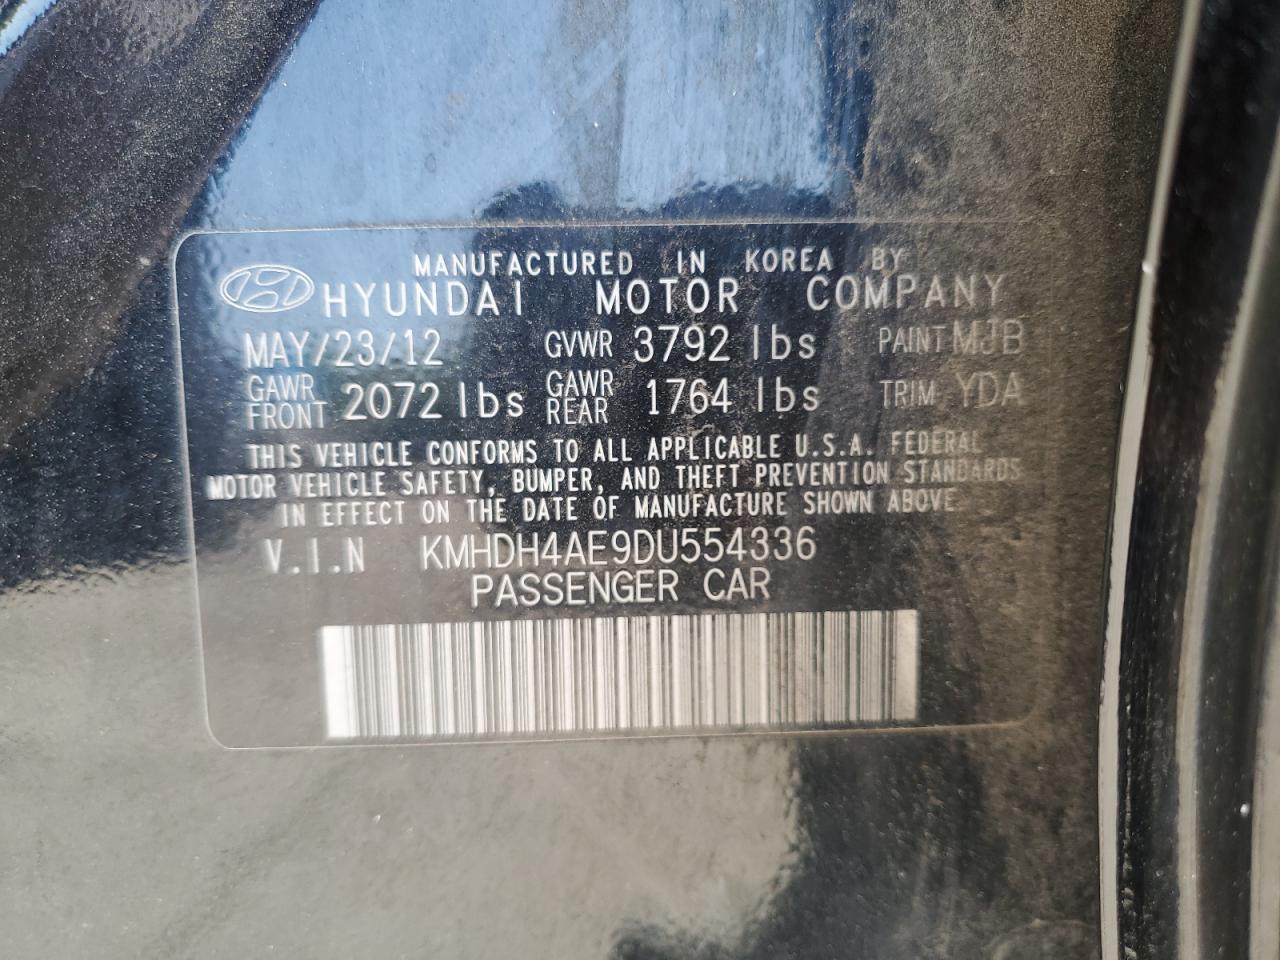 MANUFACTURED IN KOREA BY
HYUNDAI MOTOR COMPANY
MAY/23/12 GVWR 3792 lbs PAINT MJB
GAWR FRONT 2072 lbs GAWR REAR 1764 lbs TRIM YDA
THIS VEHICLE CONFORMS TO ALL APPLICABLE U.S.A. FEDERAL
MOTOR VEHICLE SAFETY, BUMPER, AND THEFT PREVENTION STANDARDS
IN EFFECT ON THE DATE OF MANUFACTURE SHOWN ABOVE
V.I.N KMHDH4AE9DU554336
PASSENGER CAR